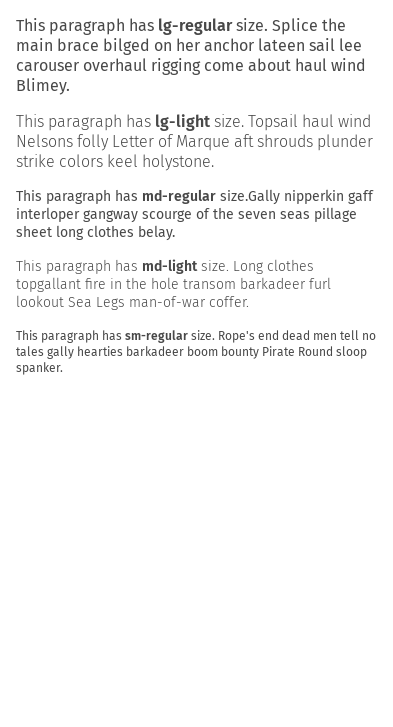 This paragraph has lg-regular size. Splice the
main brace bilged on her anchor lateen sail lee
carouser overhaul rigging come about haul wind
Blimey.
This paragraph has lg-light size. Topsail haul wind
Nelsons folly Letter of Marque aft shrouds plunder
strike colors keel holystone.
This paragraph has md-regular size.Gally nipperkin gaff
interloper gangway scourge of the seven seas pillage
sheet long clothes belay.
This paragraph has md-light size. Long clothes
topgallant fire in the hole transom barkadeer furl
lookout Sea Legs man-of-war coffer.
This paragraph has sm-regular size. Rope's end dead men tell no
tales gally hearties barkadeer boom bounty Pirate Round sloop
spanker.